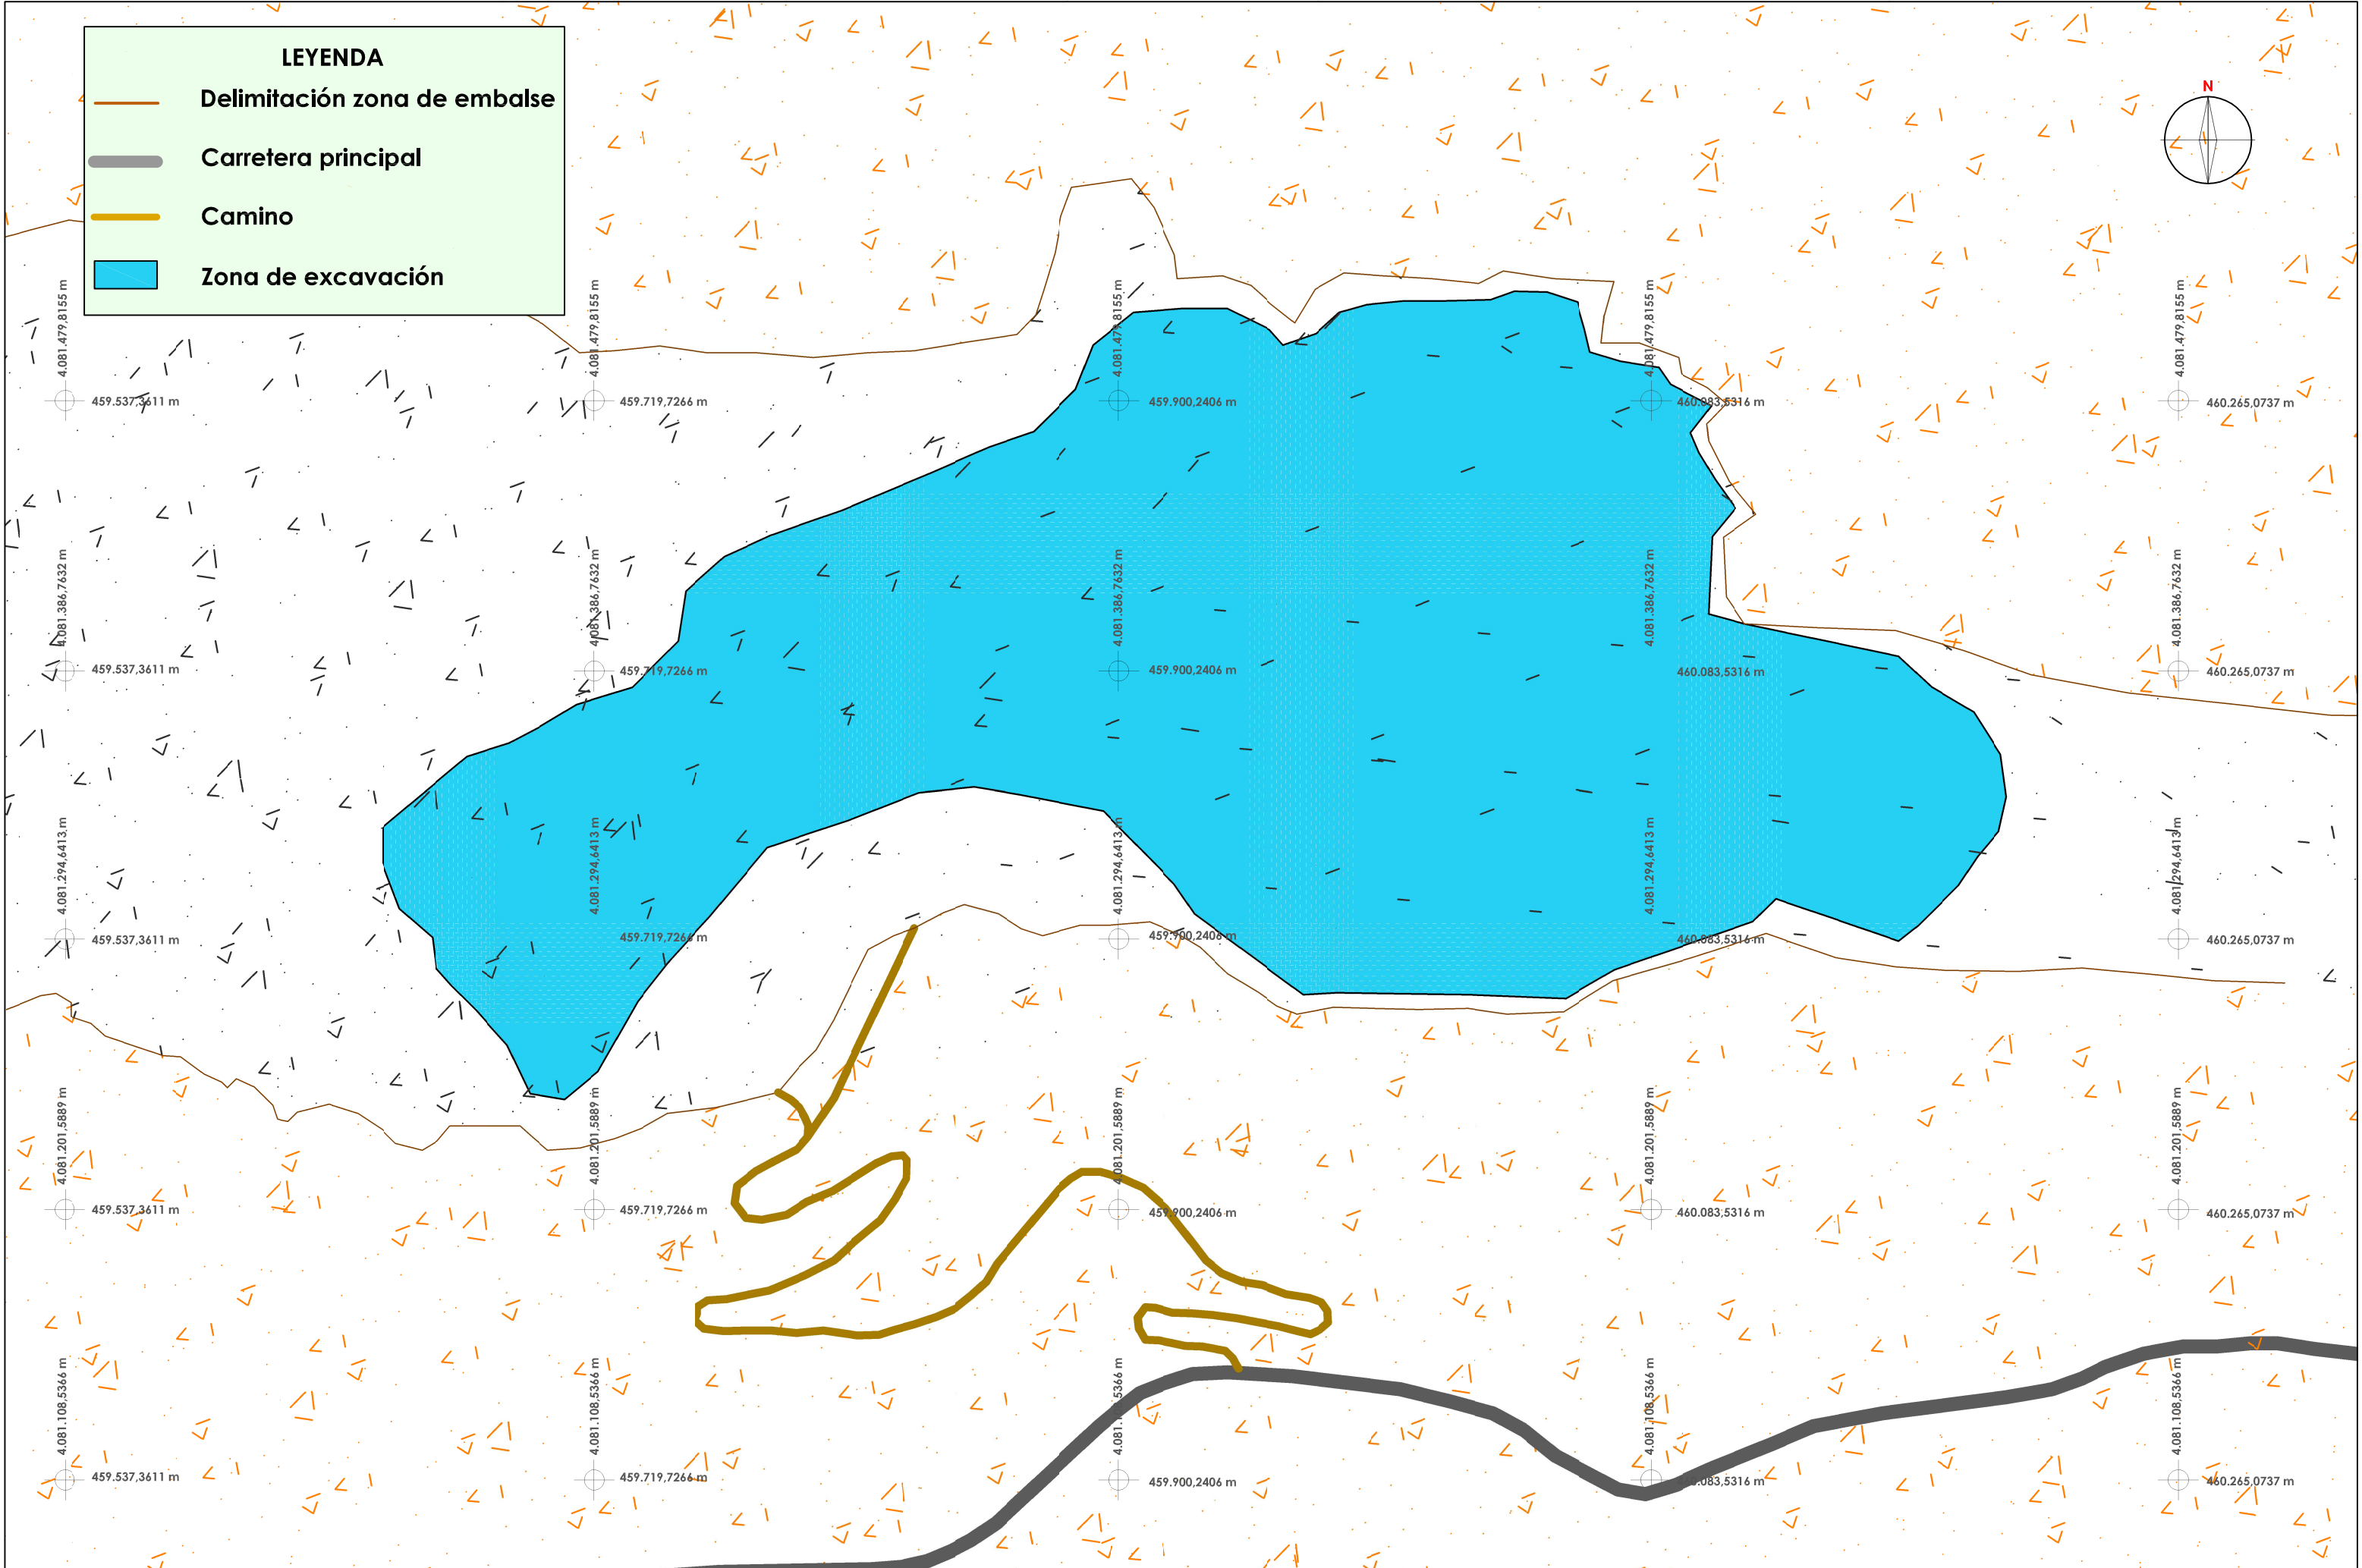 LEYENDA
Delimitación zona de embalse
Carretera principal
Camino
Zona de excavación
N
4.081.479,8155 m
4.081.479,8155 m
4.081.479,8155 m
4.081.479,8155 m
4.081.479,8155 m
459.537,3611 m
459.719,7266 m
459.900,2406 m
460.083,5316 m
460.265,0737 m
4.081.386,7632 m
4.081.386,7632 m
4.081.386,7632 m
4.081.386,7632 m
4.081.386,7632 m
459.537,3611 m
459.719,7266 m
459.900,2406 m
460.083,5316 m
460.265,0737 m
4.081.294,6413 m
4.081.294,6413 m
4.081.294,6413 m
4.081.294,6413 m
4.081.294,6413 m
459.537,3611 m
459.719,7266 m
459.900,2406 m
460.083,5316 m
460.265,0737 m
4.081.201,5889 m
4.081.201,5889 m
4.081.201,5889 m
4.081.201,5889 m
4.081.201,5889 m
459.537,3611 m
459.719,7266 m
459.900,2406 m
460.083,5316 m
460.265,0737 m
4.081.108,5366 m
4.081.108,5366 m
4.081.108,5366 m
4.081.108,5366 m
4.081.108,5366 m
459.537,3611 m
459.719,7266 m
459.900,2406 m
460.083,5316 m
460.265,0737 m